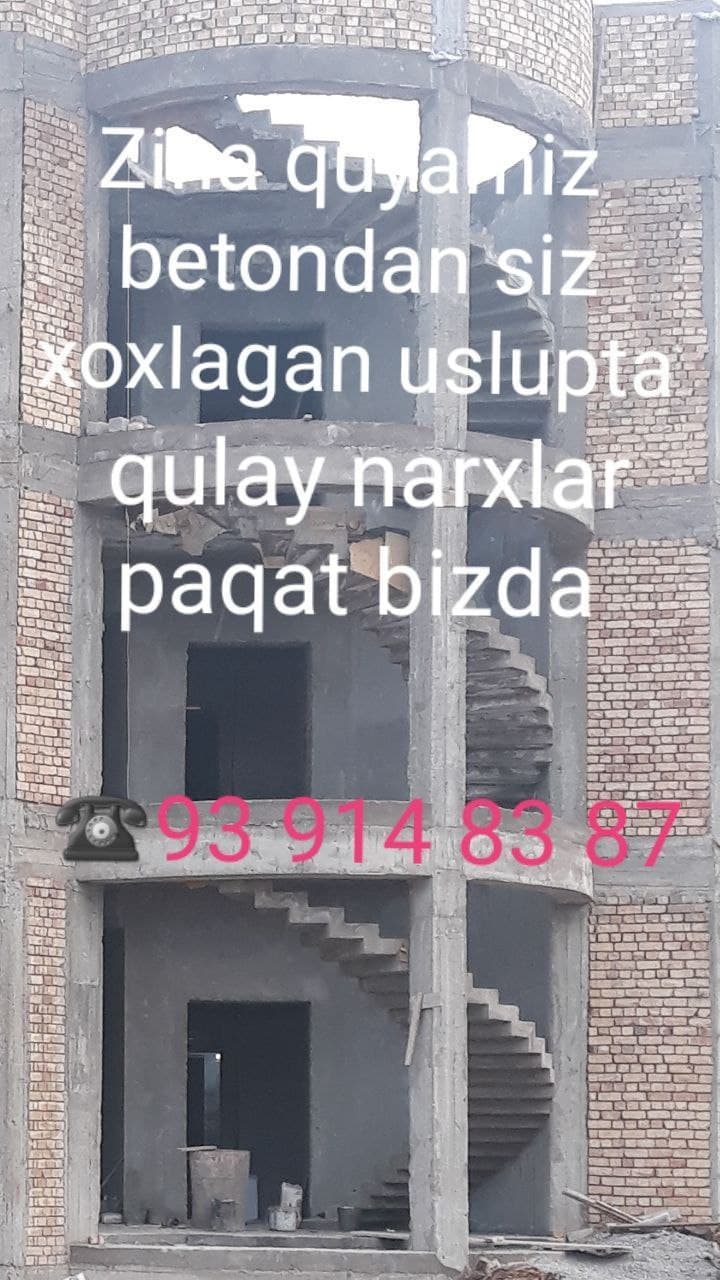 Zina quyamiz
betondan siz
xoxlagan uslupta
qulay narxlar
paqat bizda
☎93 914 83 87